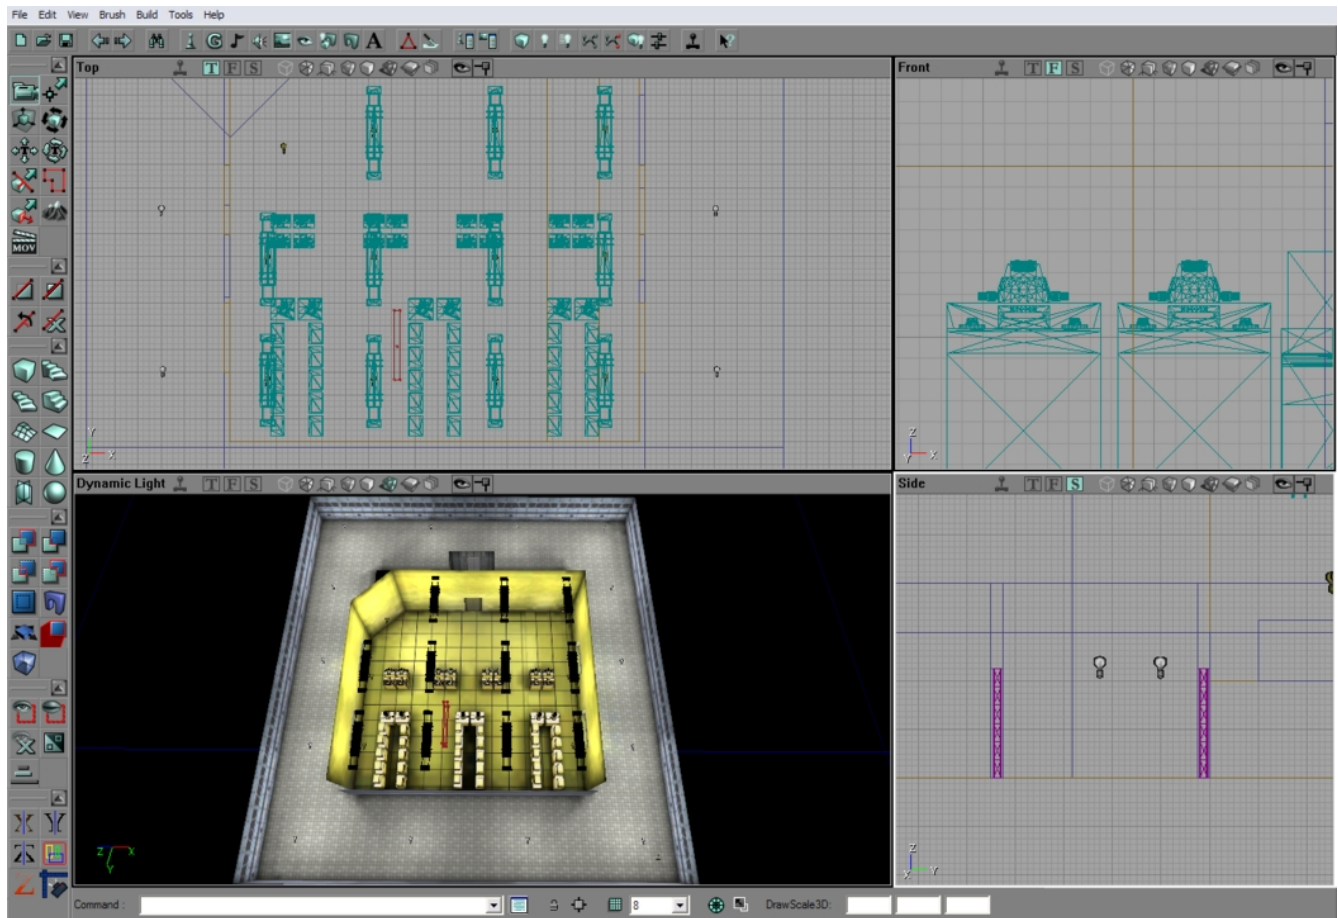 File Edit View Brush Build Tools Help
A
Top T F S
Front T F S
MOV
Y
Z X
Z
Y X
Dynamic Light T F S
Side T F S
Z X
Y
Z
X Y
Command :
8
DrawScale3D: